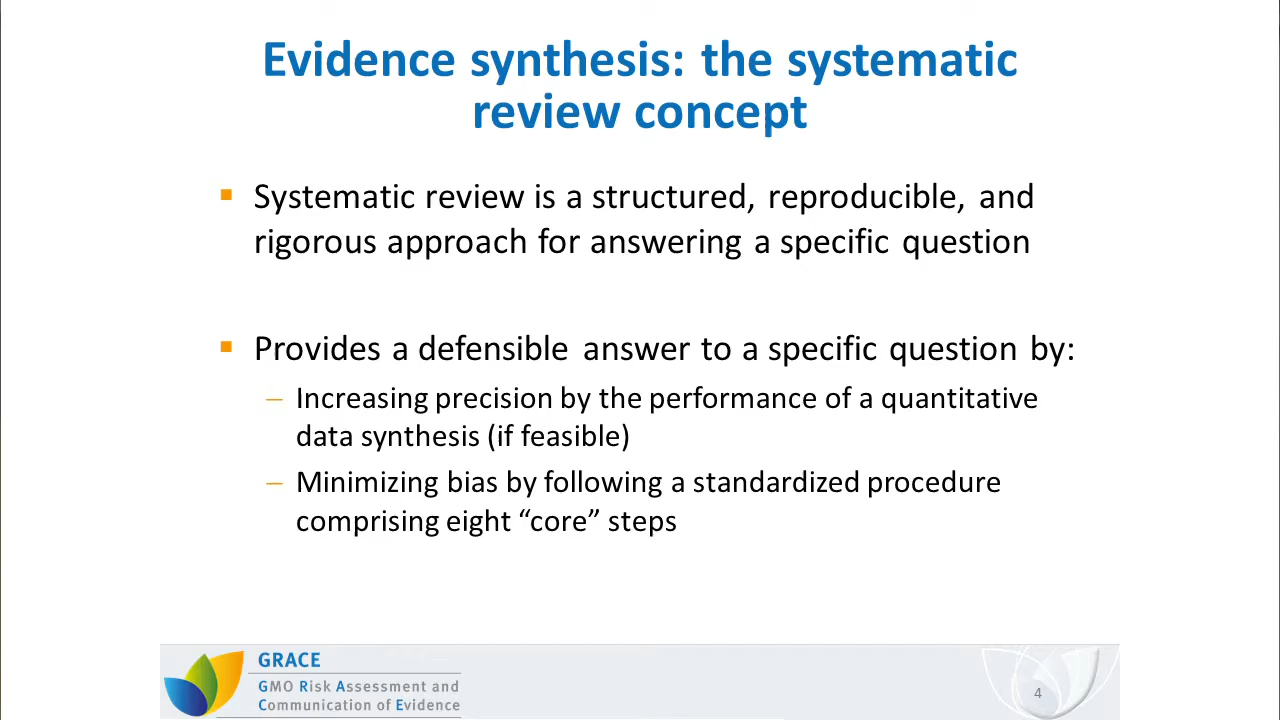 Evidence synthesis: the systematic
review concept
▪ Systematic review is a structured, reproducible, and
rigorous approach for answering a specific question
▪ Provides a defensible answer to a specific question by:
– Increasing precision by the performance of a quantitative
data synthesis (if feasible)
– Minimizing bias by following a standardized procedure
comprising eight “core” steps
GRACE
GMO Risk Assessment and
Communication of Evidence
4